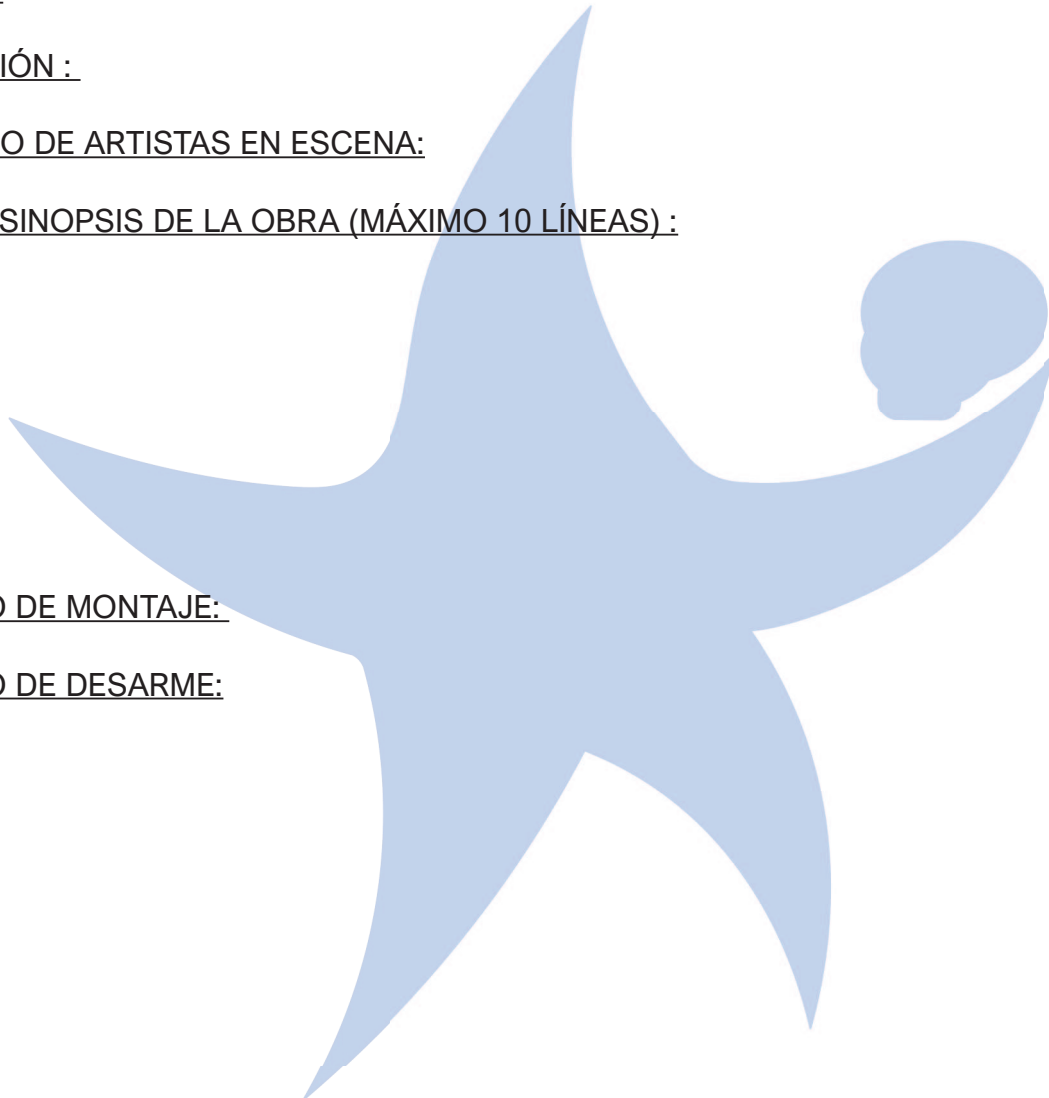 IÓN :
O DE ARTISTAS EN ESCENA:
SINOPSIS DE LA OBRA (MÁXIMO 10 LÍNEAS) :
O DE MONTAJE:
O DE DESARME: